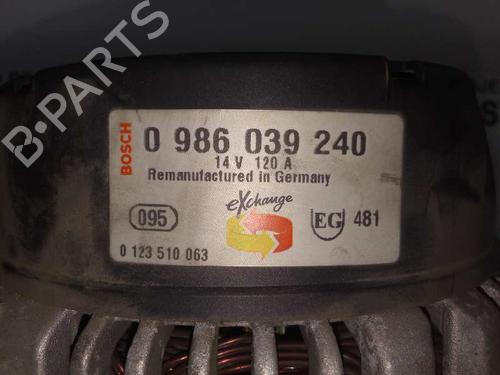 B-PARTS
BOSCH
0 986 039 240
14 V 120 A
Remanufactured in Germany
eXchange
095
EG 481
0 123 510 063